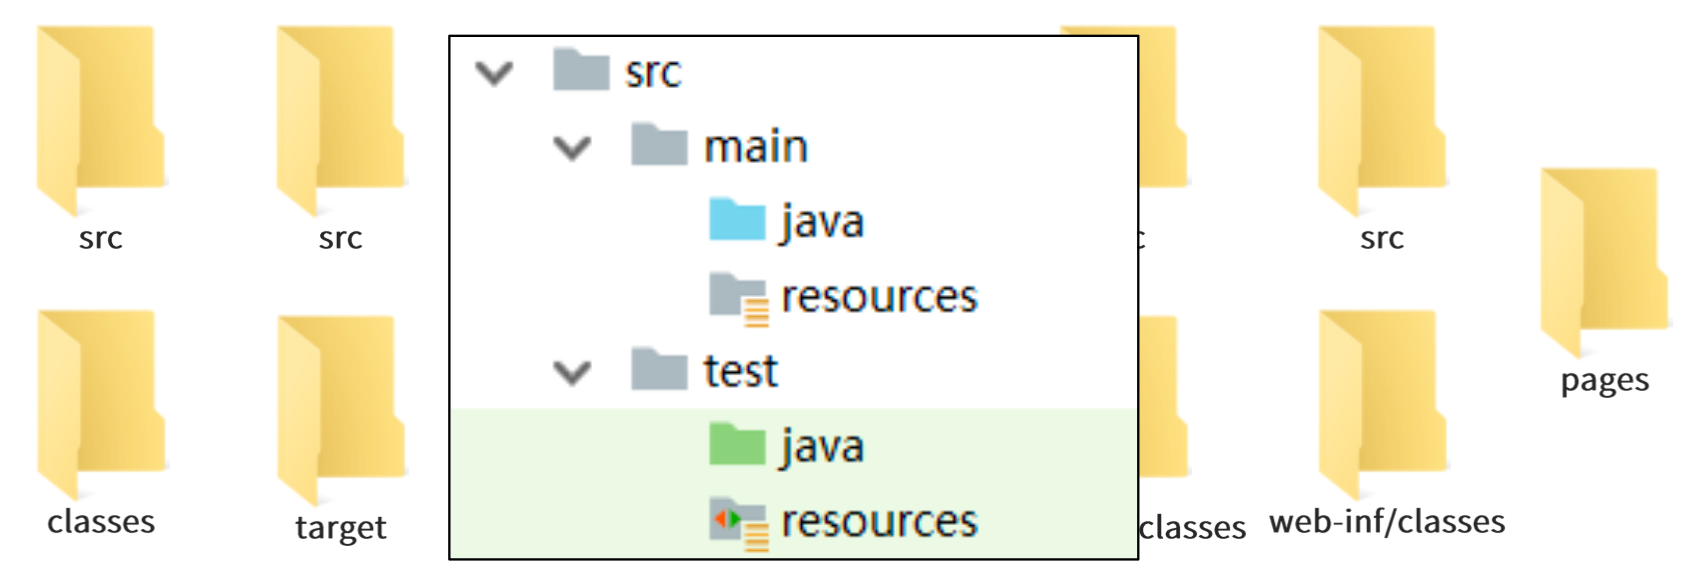 src
src
src
main
java
resources
test
java
resources
src
pages
classes
target
classes
web-inf/classes